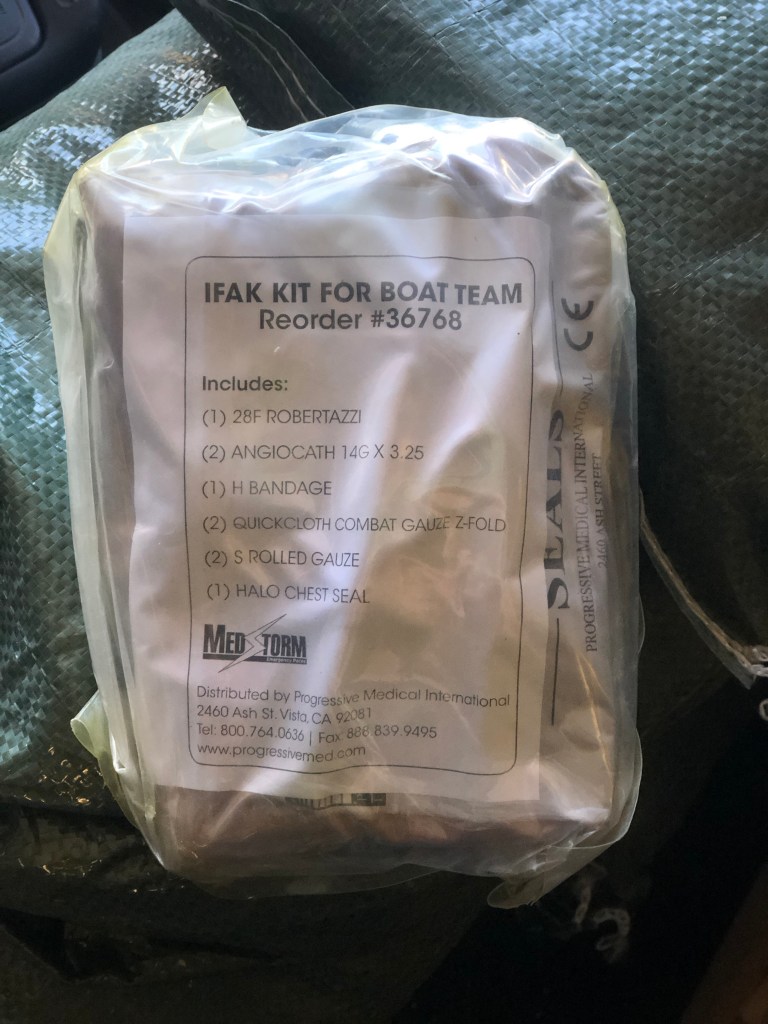 IFAK KIT FOR BOAT TEAM
Reorder #36768
Includes:
(1) 28F ROBERTAZZI
(2) ANGIOCATH 14G X 3.25
(1) H BANDAGE
(2) QUICKCLOTH COMBAT GAUZE Z-FOLD
(2) S ROLLED GAUZE
(1) HALO CHEST SEAL
MEDSTORM
Distributed by Progressive Medical International
2460 Ash St. Vista, CA 92081
Tel: 800.764.0636 | Fax 888.839.9495
www.progressivemed.com
SEALS
CE
PROGRESSIVE MEDICAL INTERNATIONAL
2460 ASH STREET